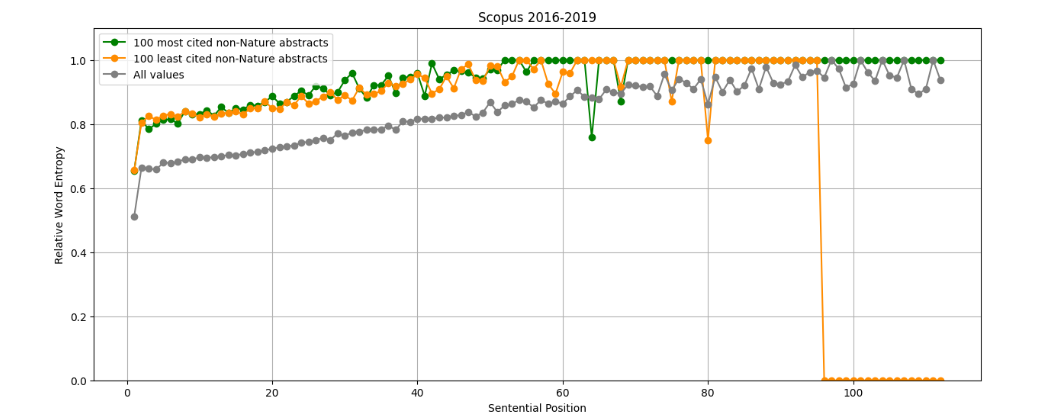 Scopus 2016-2019
100 most cited non-Nature abstracts
100 least cited non-Nature abstracts
All values
Relative Word Entropy
1.0
0.8
0.6
0.4
0.2
0.0
0 20 40 60 80 100
Sentential Position